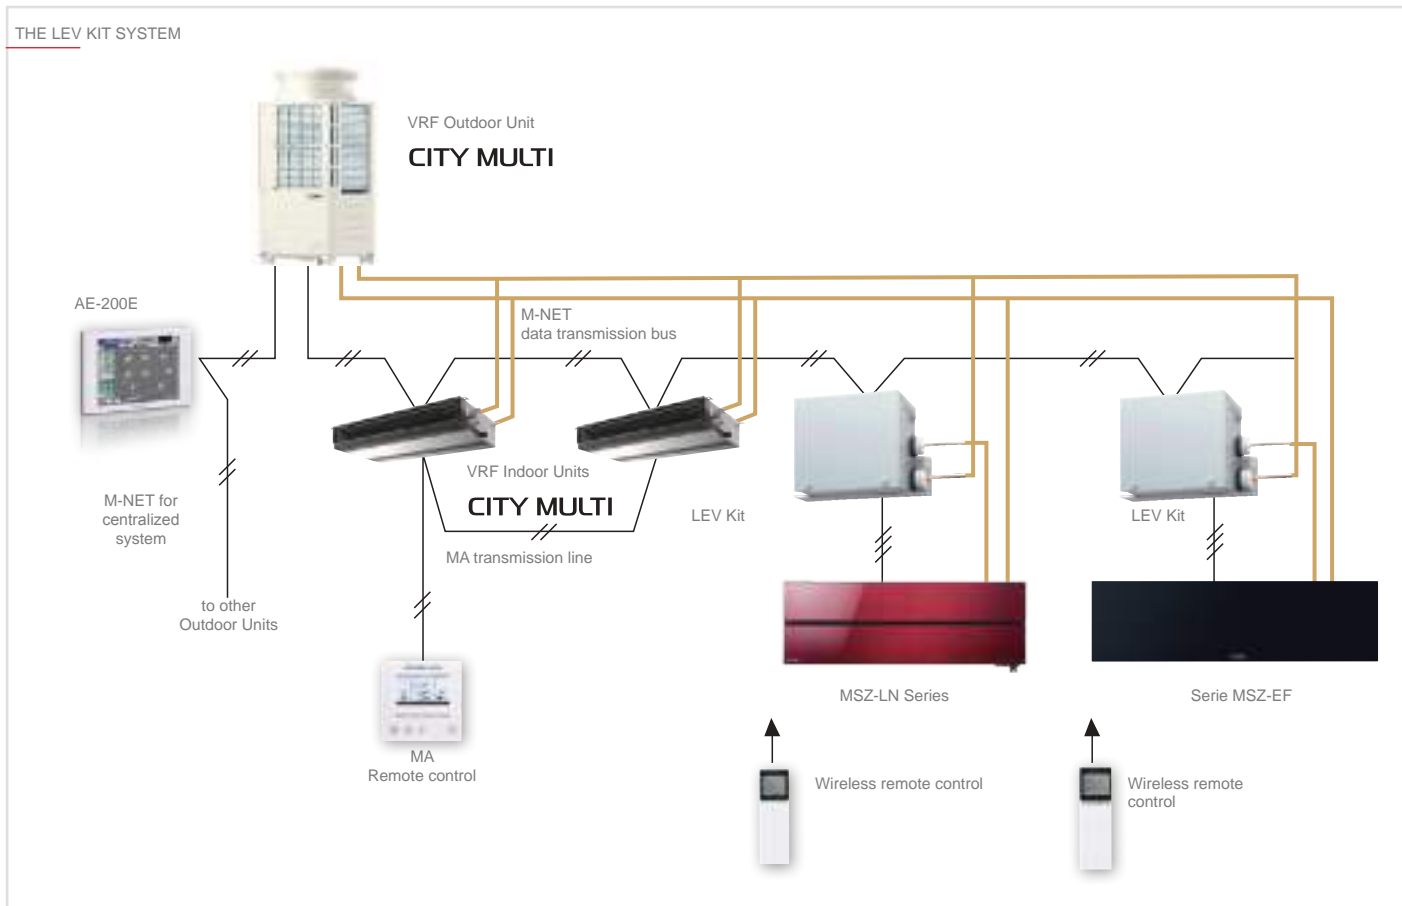 THE LEV KIT SYSTEM
VRF Outdoor Unit
CITY MULTI
AE-200E
M-NET
data transmission bus
VRF Indoor Units
CITY MULTI
M-NET for
centralized
system
LEV Kit
LEV Kit
MA transmission line
to other
Outdoor Units
MSZ-LN Series
Serie MSZ-EF
MA
Remote control
Wireless remote control
Wireless remote
control